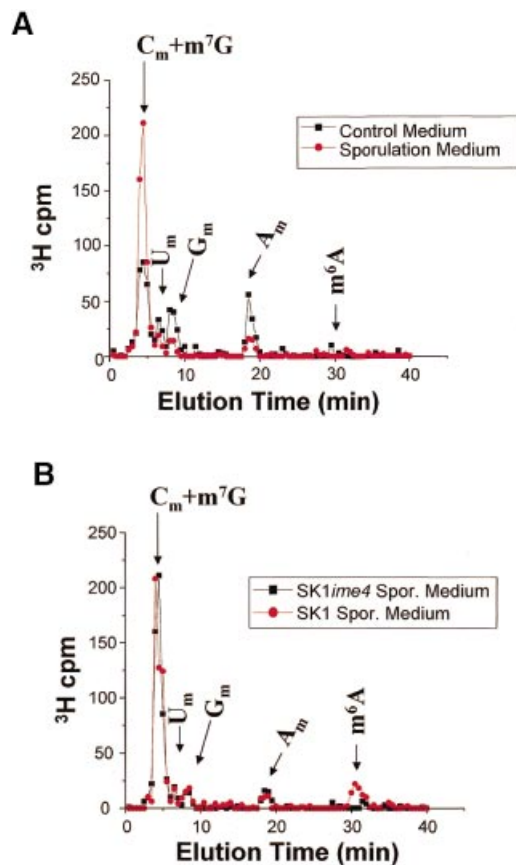 A
Cₘ+m⁷G
250
200
150
100
50
0
³H cpm
Control Medium
Sporulation Medium
Uₘ
Gₘ
Aₘ
m⁶A
0 10 20 30 40
Elution Time (min)
B
Cₘ+m⁷G
250
200
150
100
50
0
³H cpm
SK1ime4 Spor. Medium
SK1 Spor. Medium
Uₘ
Gₘ
Aₘ
m⁶A
0 10 20 30 40
Elution Time (min)